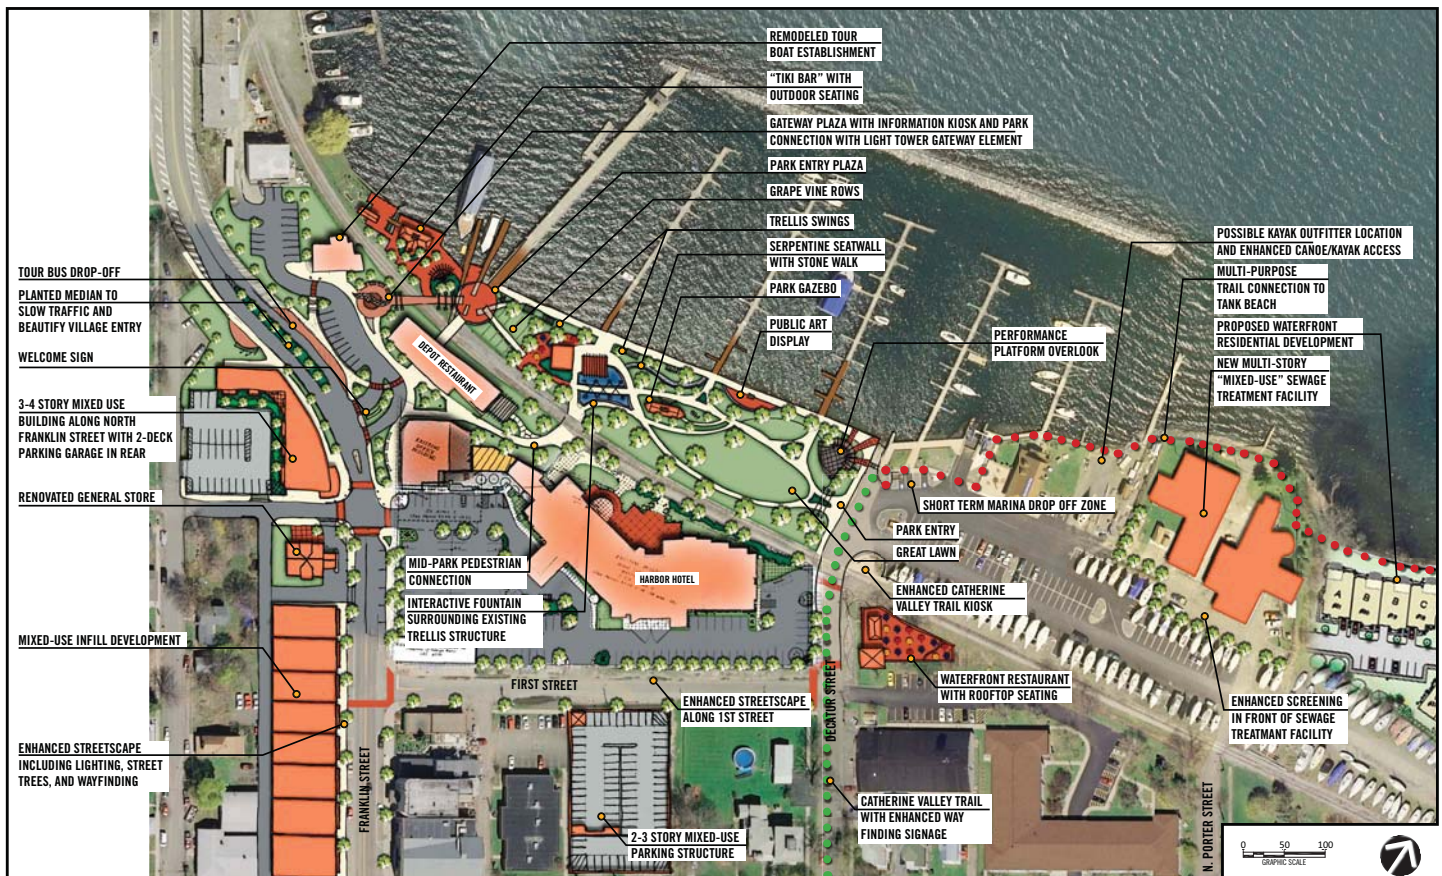 REMODELED TOUR
BOAT ESTABLISHMENT
“TIKI BAR” WITH
OUTDOOR SEATING
GATEWAY PLAZA WITH INFORMATION KIOSK AND PARK
CONNECTION WITH LIGHT TOWER GATEWAY ELEMENT
PARK ENTRY PLAZA
GRAPE VINE ROWS
TRELLIS SWINGS
SERPENTINE SEATWALL
WITH STONE WALK
PARK GAZEBO
PUBLIC ART
DISPLAY
PERFORMANCE
PLATFORM OVERLOOK
POSSIBLE KAYAK OUTFITTER LOCATION
AND ENHANCED CANOE/KAYAK ACCESS
MULTI-PURPOSE
TRAIL CONNECTION TO
TANK BEACH
PROPOSED WATERFRONT
RESIDENTIAL DEVELOPMENT
NEW MULTI-STORY
“MIXED-USE” SEWAGE
TREATMENT FACILITY
TOUR BUS DROP-OFF
PLANTED MEDIAN TO
SLOW TRAFFIC AND
BEAUTIFY VILLAGE ENTRY
WELCOME SIGN
3-4 STORY MIXED USE
BUILDING ALONG NORTH
FRANKLIN STREET WITH 2-DECK
PARKING GARAGE IN REAR
RENOVATED GENERAL STORE
MIXED-USE INFILL DEVELOPMENT
ENHANCED STREETSCAPE
INCLUDING LIGHTING, STREET
TREES, AND WAYFINDING
DEPOT RESTAURANT
EXISTING
OFFICE
BUILDING
MID-PARK PEDESTRIAN
CONNECTION
INTERACTIVE FOUNTAIN
SURROUNDING EXISTING
TRELLIS STRUCTURE
HARBOR HOTEL
SHORT TERM MARINA DROP OFF ZONE
PARK ENTRY
GREAT LAWN
ENHANCED CATHERINE
VALLEY TRAIL KIOSK
A B B C
FIRST STREET
ENHANCED STREETSCAPE
ALONG 1ST STREET
WATERFRONT RESTAURANT
WITH ROOFTOP SEATING
ENHANCED SCREENING
IN FRONT OF SEWAGE
TREATMANT FACILITY
FRANKLIN STREET
DECATUR STREET
N. PORTER STREET
2-3 STORY MIXED-USE
PARKING STRUCTURE
CATHERINE VALLEY TRAIL
WITH ENHANCED WAY
FINDING SIGNAGE
0 50 100
GRAPHIC SCALE